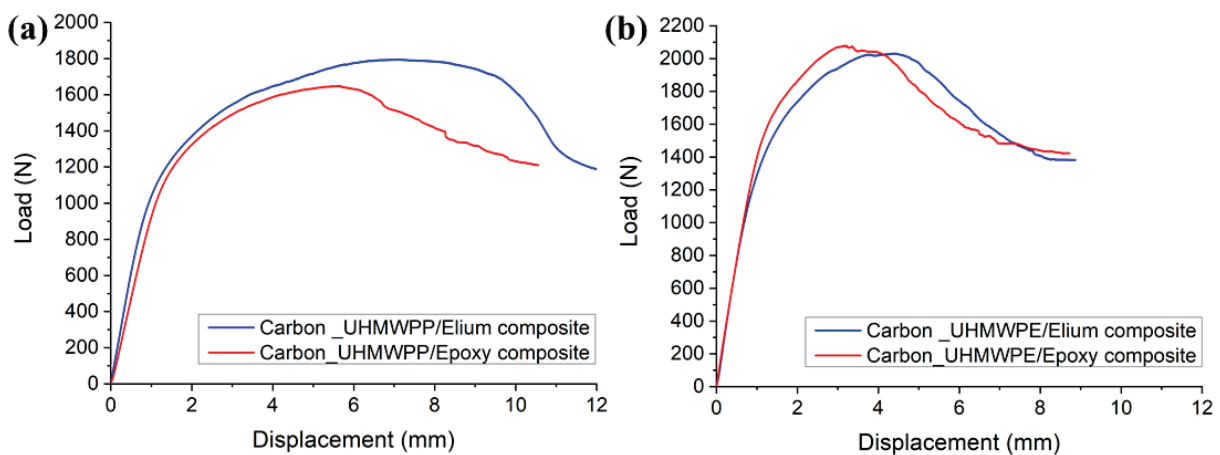 (a)
2000
1800
1600
1400
1200
1000
800
600
400
200
0
Load (N)
Carbon _UHMWPP/Elium composite
Carbon_UHMWPP/Epoxy composite
0 2 4 6 8 10 12
Displacement (mm)
(b)
2200
2000
1800
1600
1400
1200
1000
800
600
400
200
0
Load (N)
Carbon _UHMWPE/Elium composite
Carbon_UHMWPE/Epoxy composite
0 2 4 6 8 10 12
Displacement (mm)